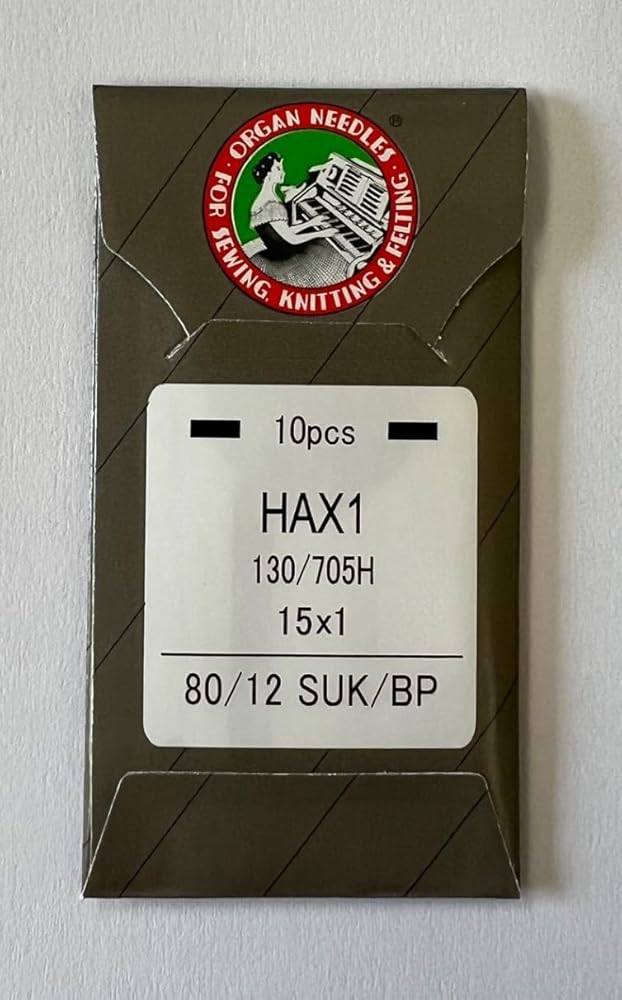 · ORGAN NEEDLES · FOR SEWING, KNITTING & FELTING
®
10pcs
HAX1
130/705H
15x1
80/12 SUK/BP